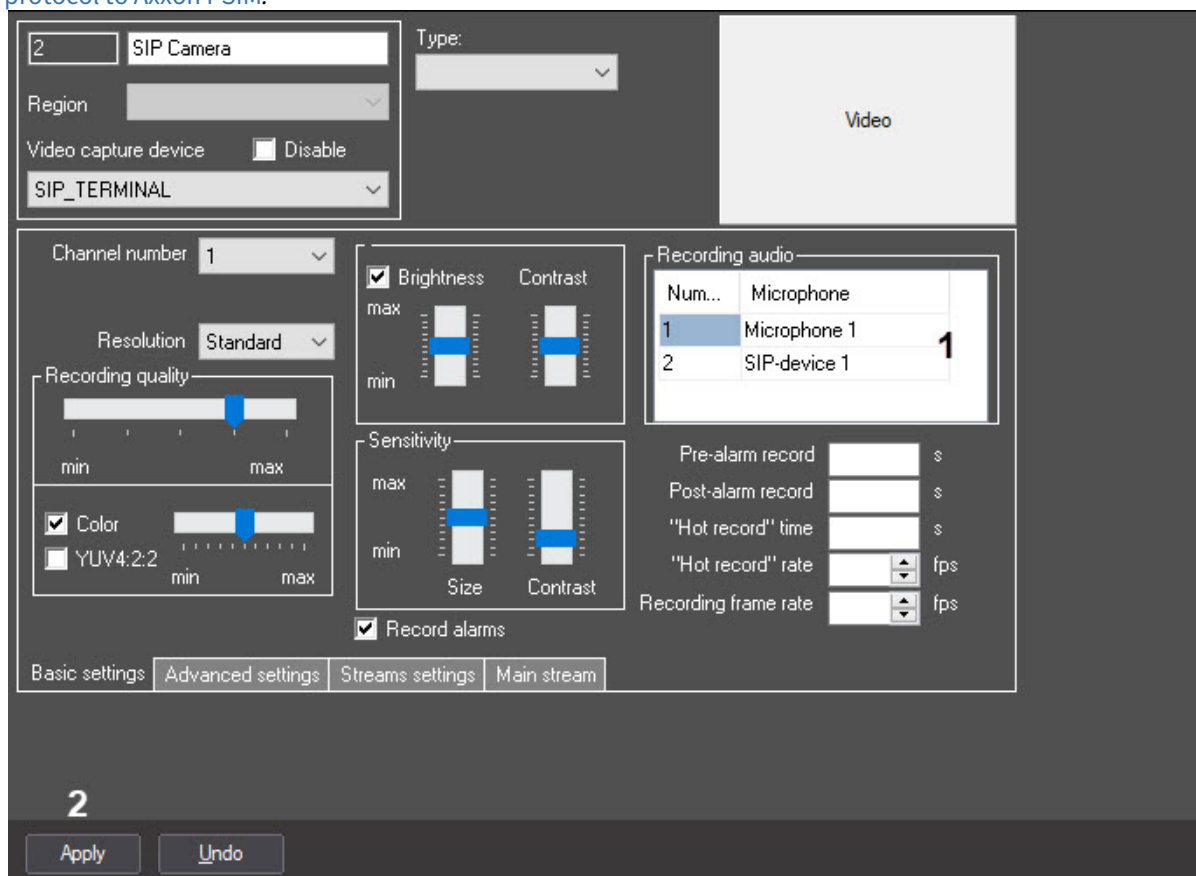 protocol to Axxon PSIM.
2 SIP Camera
Type:
Region
Video capture device Disable
SIP_TERMINAL
Video
Channel number 1
Resolution Standard
Recording quality
min max
Color
YUV4:2:2
min max
Brightness Contrast
max
min
Sensitivity
max
min
Size Contrast
Record alarms
Recording audio
Num... Microphone
1 Microphone 1
2 SIP-device 1
1
Pre-alarm record s
Post-alarm record s
"Hot record" time s
"Hot record" rate fps
Recording frame rate fps
Basic settings Advanced settings Streams settings Main stream
2
Apply Undo